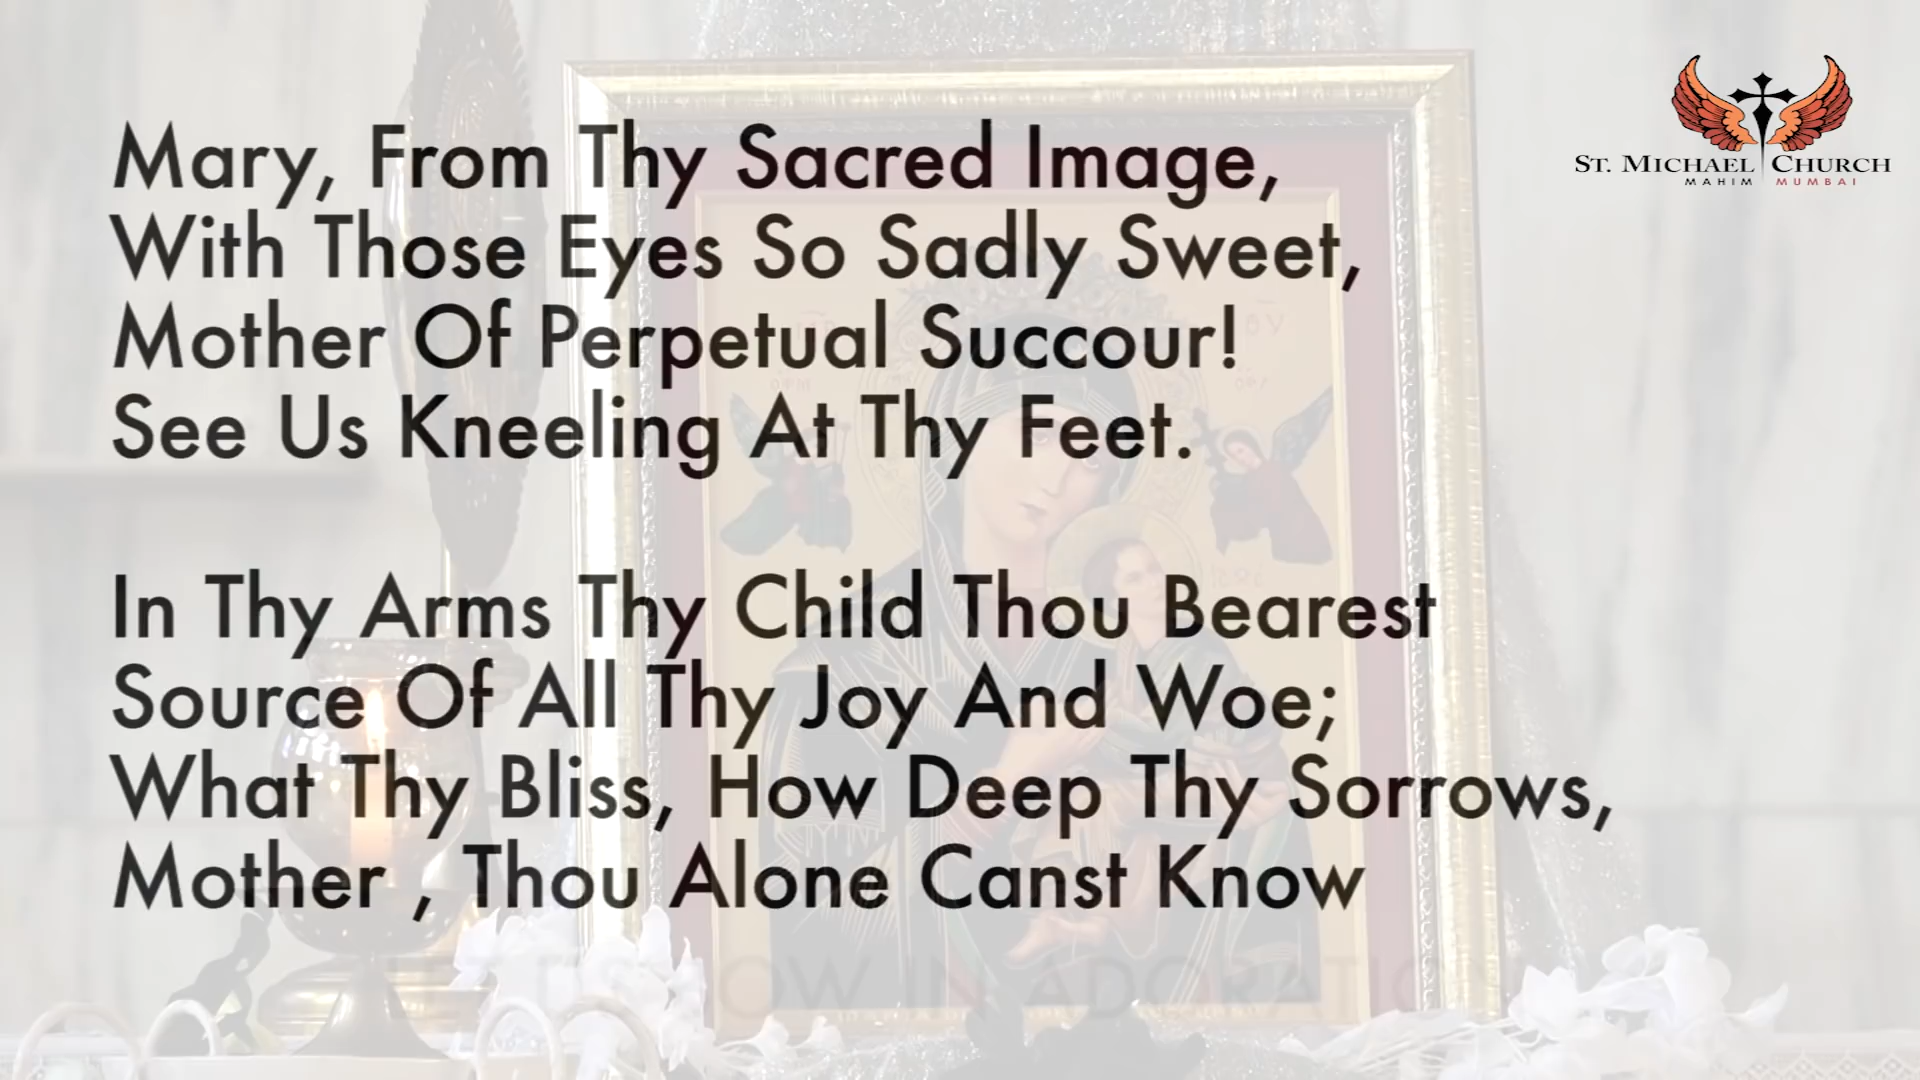 Mary, From Thy Sacred Image,
With Those Eyes So Sadly Sweet,
Mother Of Perpetual Succour!
See Us Kneeling At Thy Feet.
In Thy Arms Thy Child Thou Bearest
Source Of All Thy Joy And Woe;
What Thy Bliss, How Deep Thy Sorrows,
Mother , Thou Alone Canst Know
ST. MICHAEL CHURCH
MAHIM MUMBAI
IN